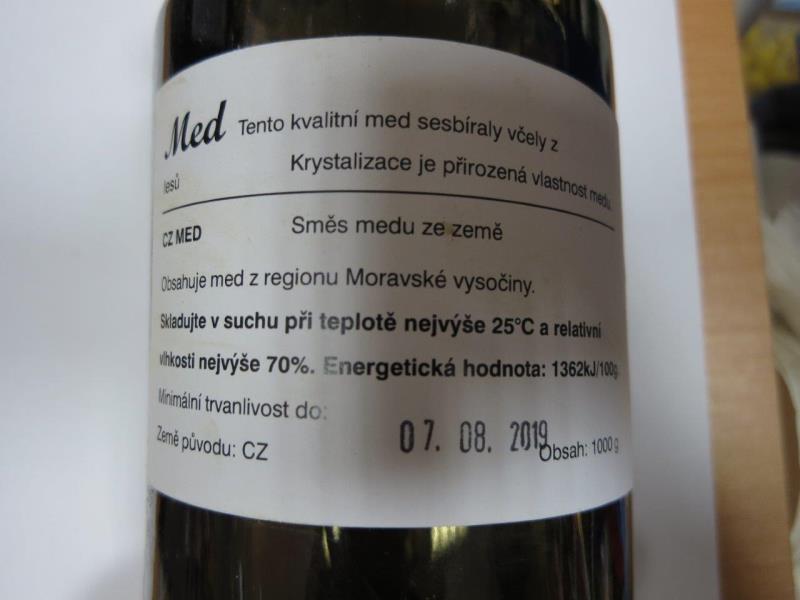 Med Tento kvalitní med sesbíraly včely z
lesů Krystalizace je přirozená vlastnost medu.
CZ MED Směs medu ze země
Obsahuje med z regionu Moravské vysočiny.
Skladujte v suchu při teplotě nejvýše 25°C a relativní
vlhkosti nejvýše 70%. Energetická hodnota: 1362kJ/100g
Minimální trvanlivost do:
07. 08. 2019
Země původu: CZ Obsah: 1000 g